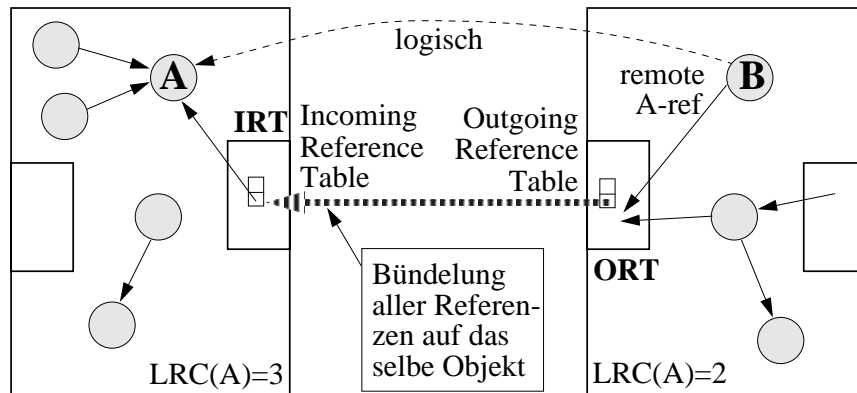 logisch
A
B
remote
A-ref
IRT
Incoming
Reference
Table
Outgoing
Reference
Table
ORT
Bündelung
aller Referen-
zen auf das
selbe Objekt
LRC(A)=3
LRC(A)=2